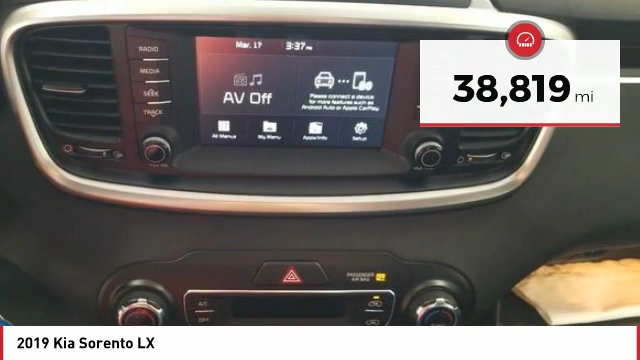 Mar. 17 3:37 PM
RADIO
MEDIA
SEEK
TRACK
AV Off
Please connect a device
for more features such as
Android Auto or Apple CarPlay.
All Menus
My Menu
Apps/Info
Setup
38,819 mi
PASSENGER
AIR BAG
A/C
OFF
2019 Kia Sorento LX